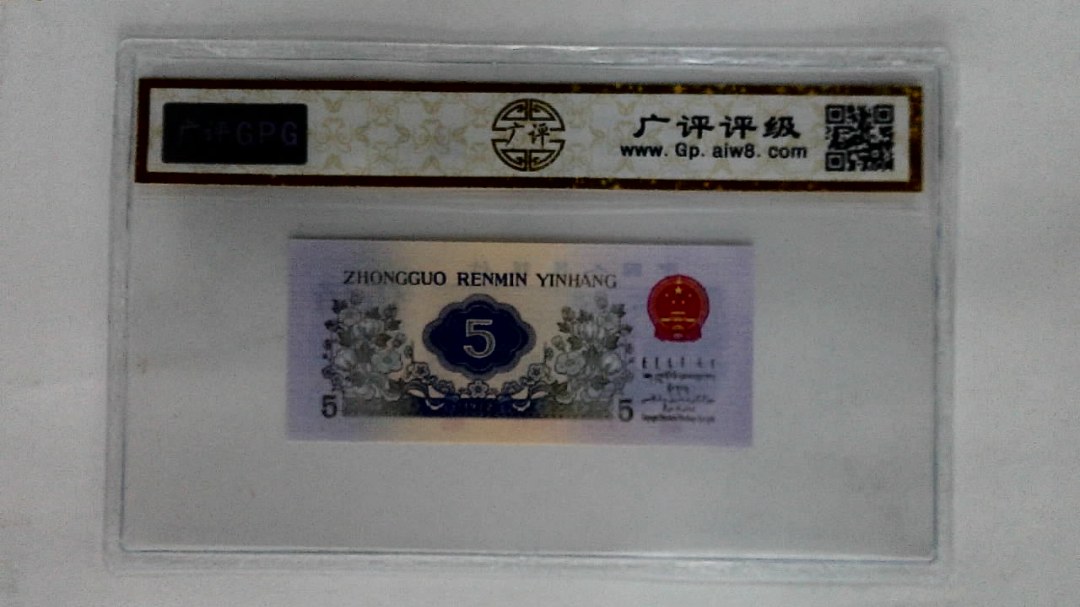 广评GPG
广评
广评评级
www. Gp. aiw8. com
ZHONGGUO RENMIN YINHANG
5
5
5